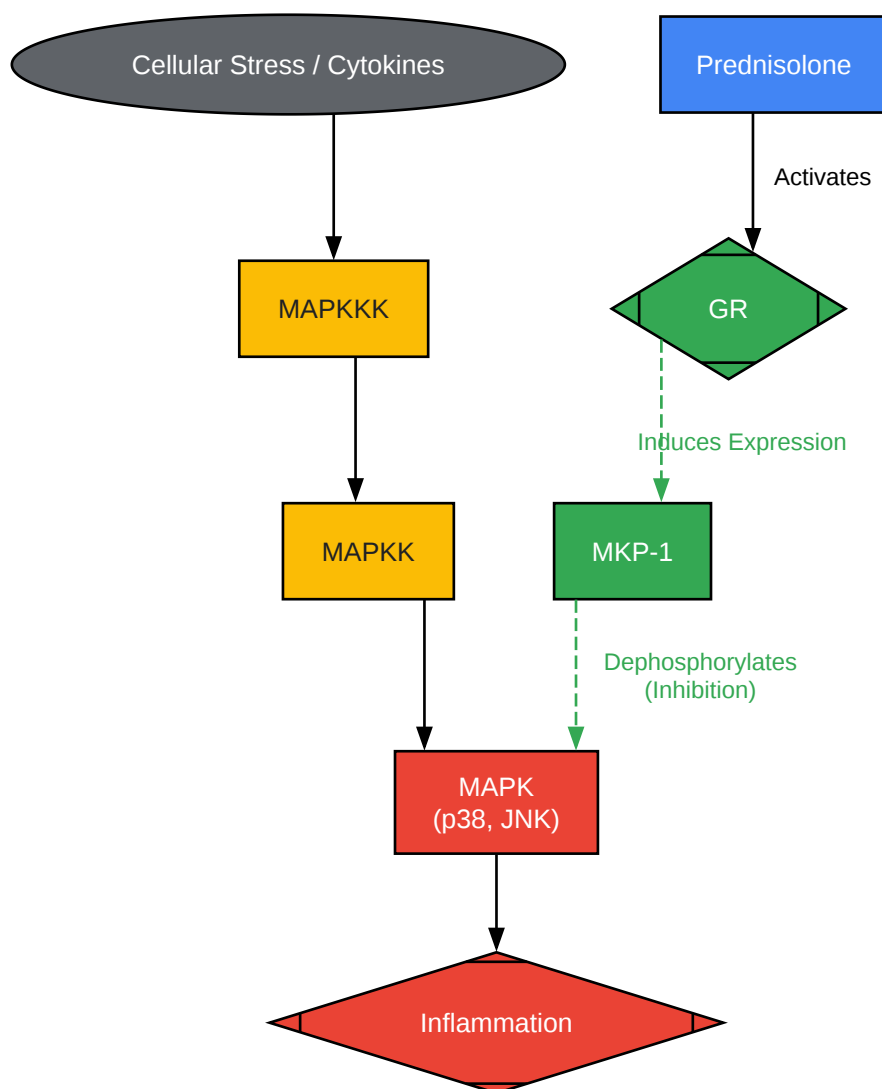 Cellular Stress / Cytokines
Prednisolone
Activates
MAPKKK
GR
Induces Expression
MAPKK
MKP-1
Dephosphorylates
(Inhibition)
MAPK
(p38, JNK)
Inflammation